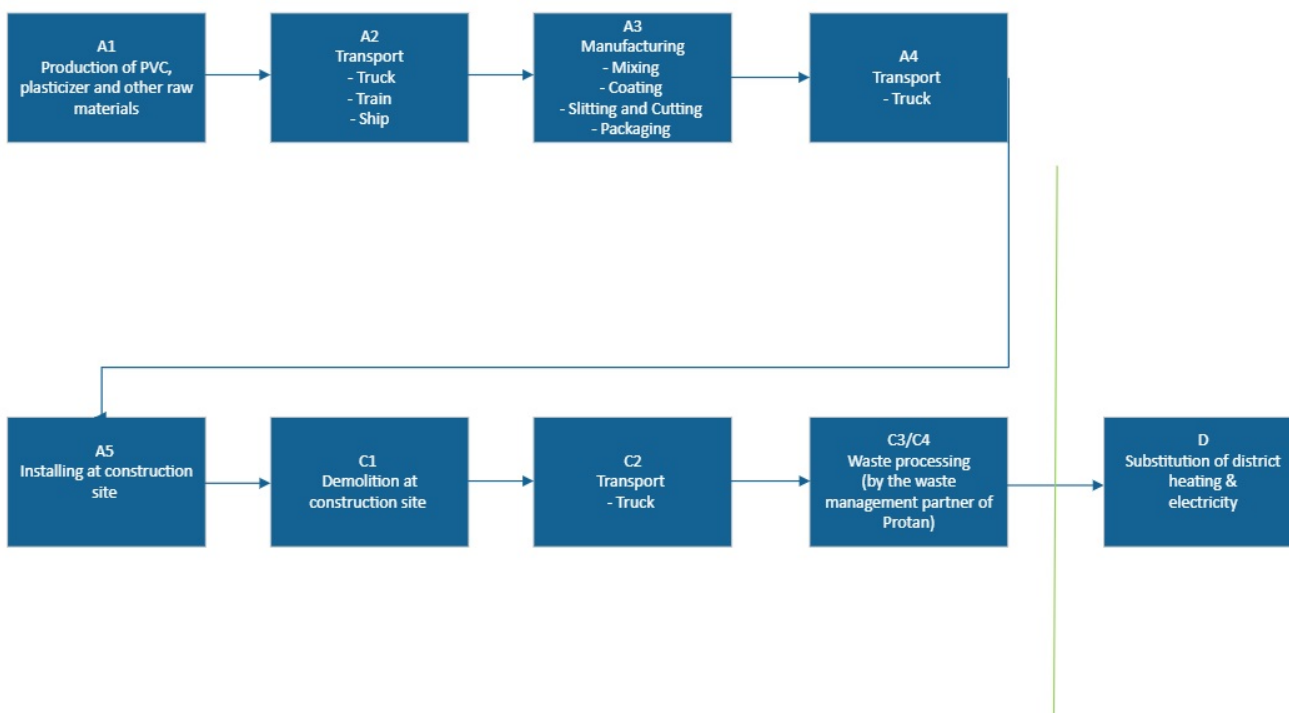 A1
Production of PVC,
plasticizer and other raw
materials
A2
Transport
- Truck
- Train
- Ship
A3
Manufacturing
- Mixing
- Coating
- Slitting and Cutting
- Packaging
A4
Transport
- Truck
A5
Installing at construction
site
C1
Demolition at
construction site
C2
Transport
- Truck
C3/C4
Waste processing
(by the waste
management partner of
Protan)
D
Substitution of district
heating &
electricity